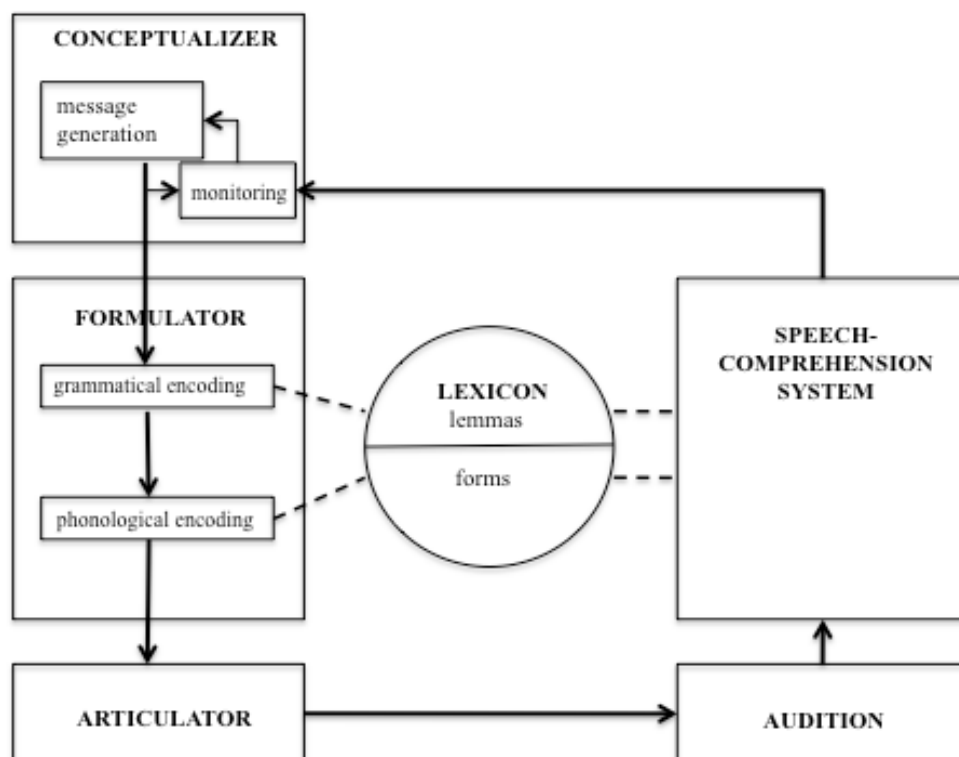 CONCEPTUALIZER
message
generation
monitoring
FORMULATOR
grammatical encoding
phonological encoding
LEXICON
lemmas
forms
SPEECH-
COMPREHENSION
SYSTEM
ARTICULATOR
AUDITION